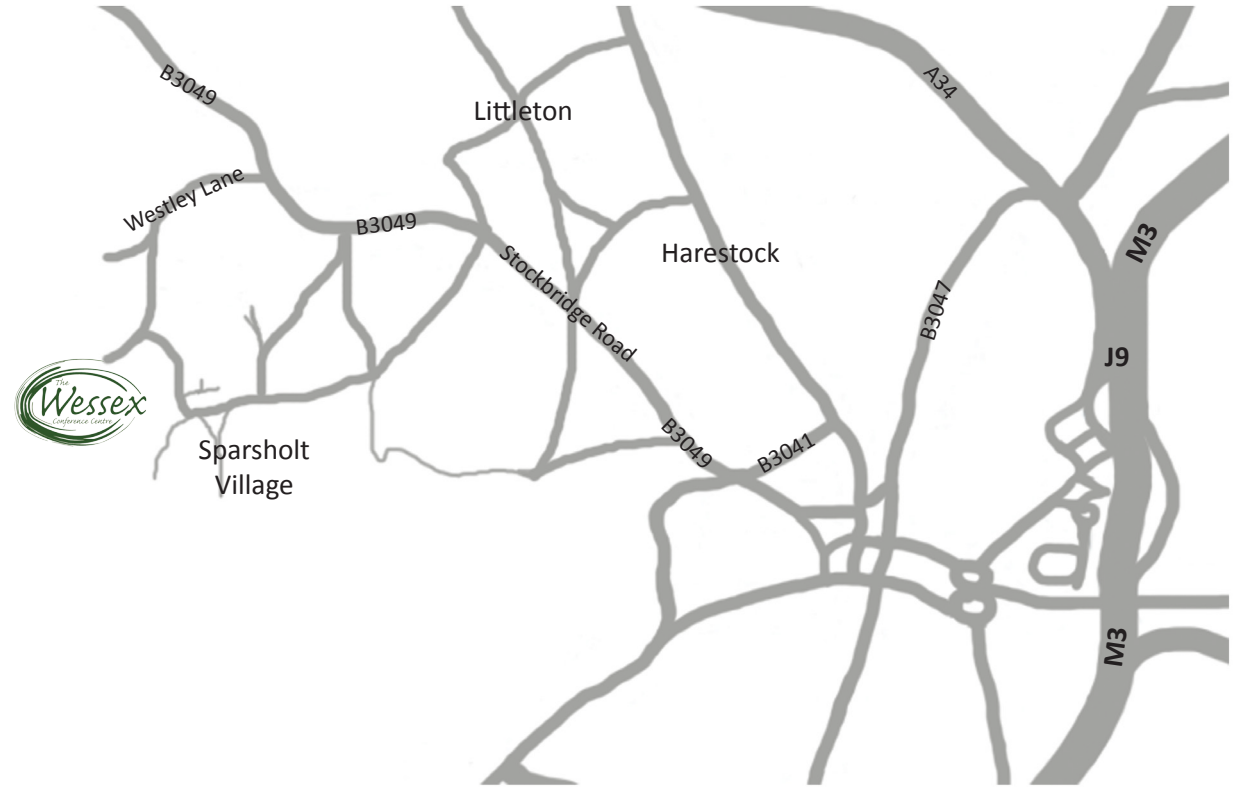 B3049
A34
Littleton
Westley Lane
B3049
M3
Stockbridge Road
Harestock
B3047
J9
The
Wessex
Conference Centre
Sparsholt
Village
B3049
B3041
M3